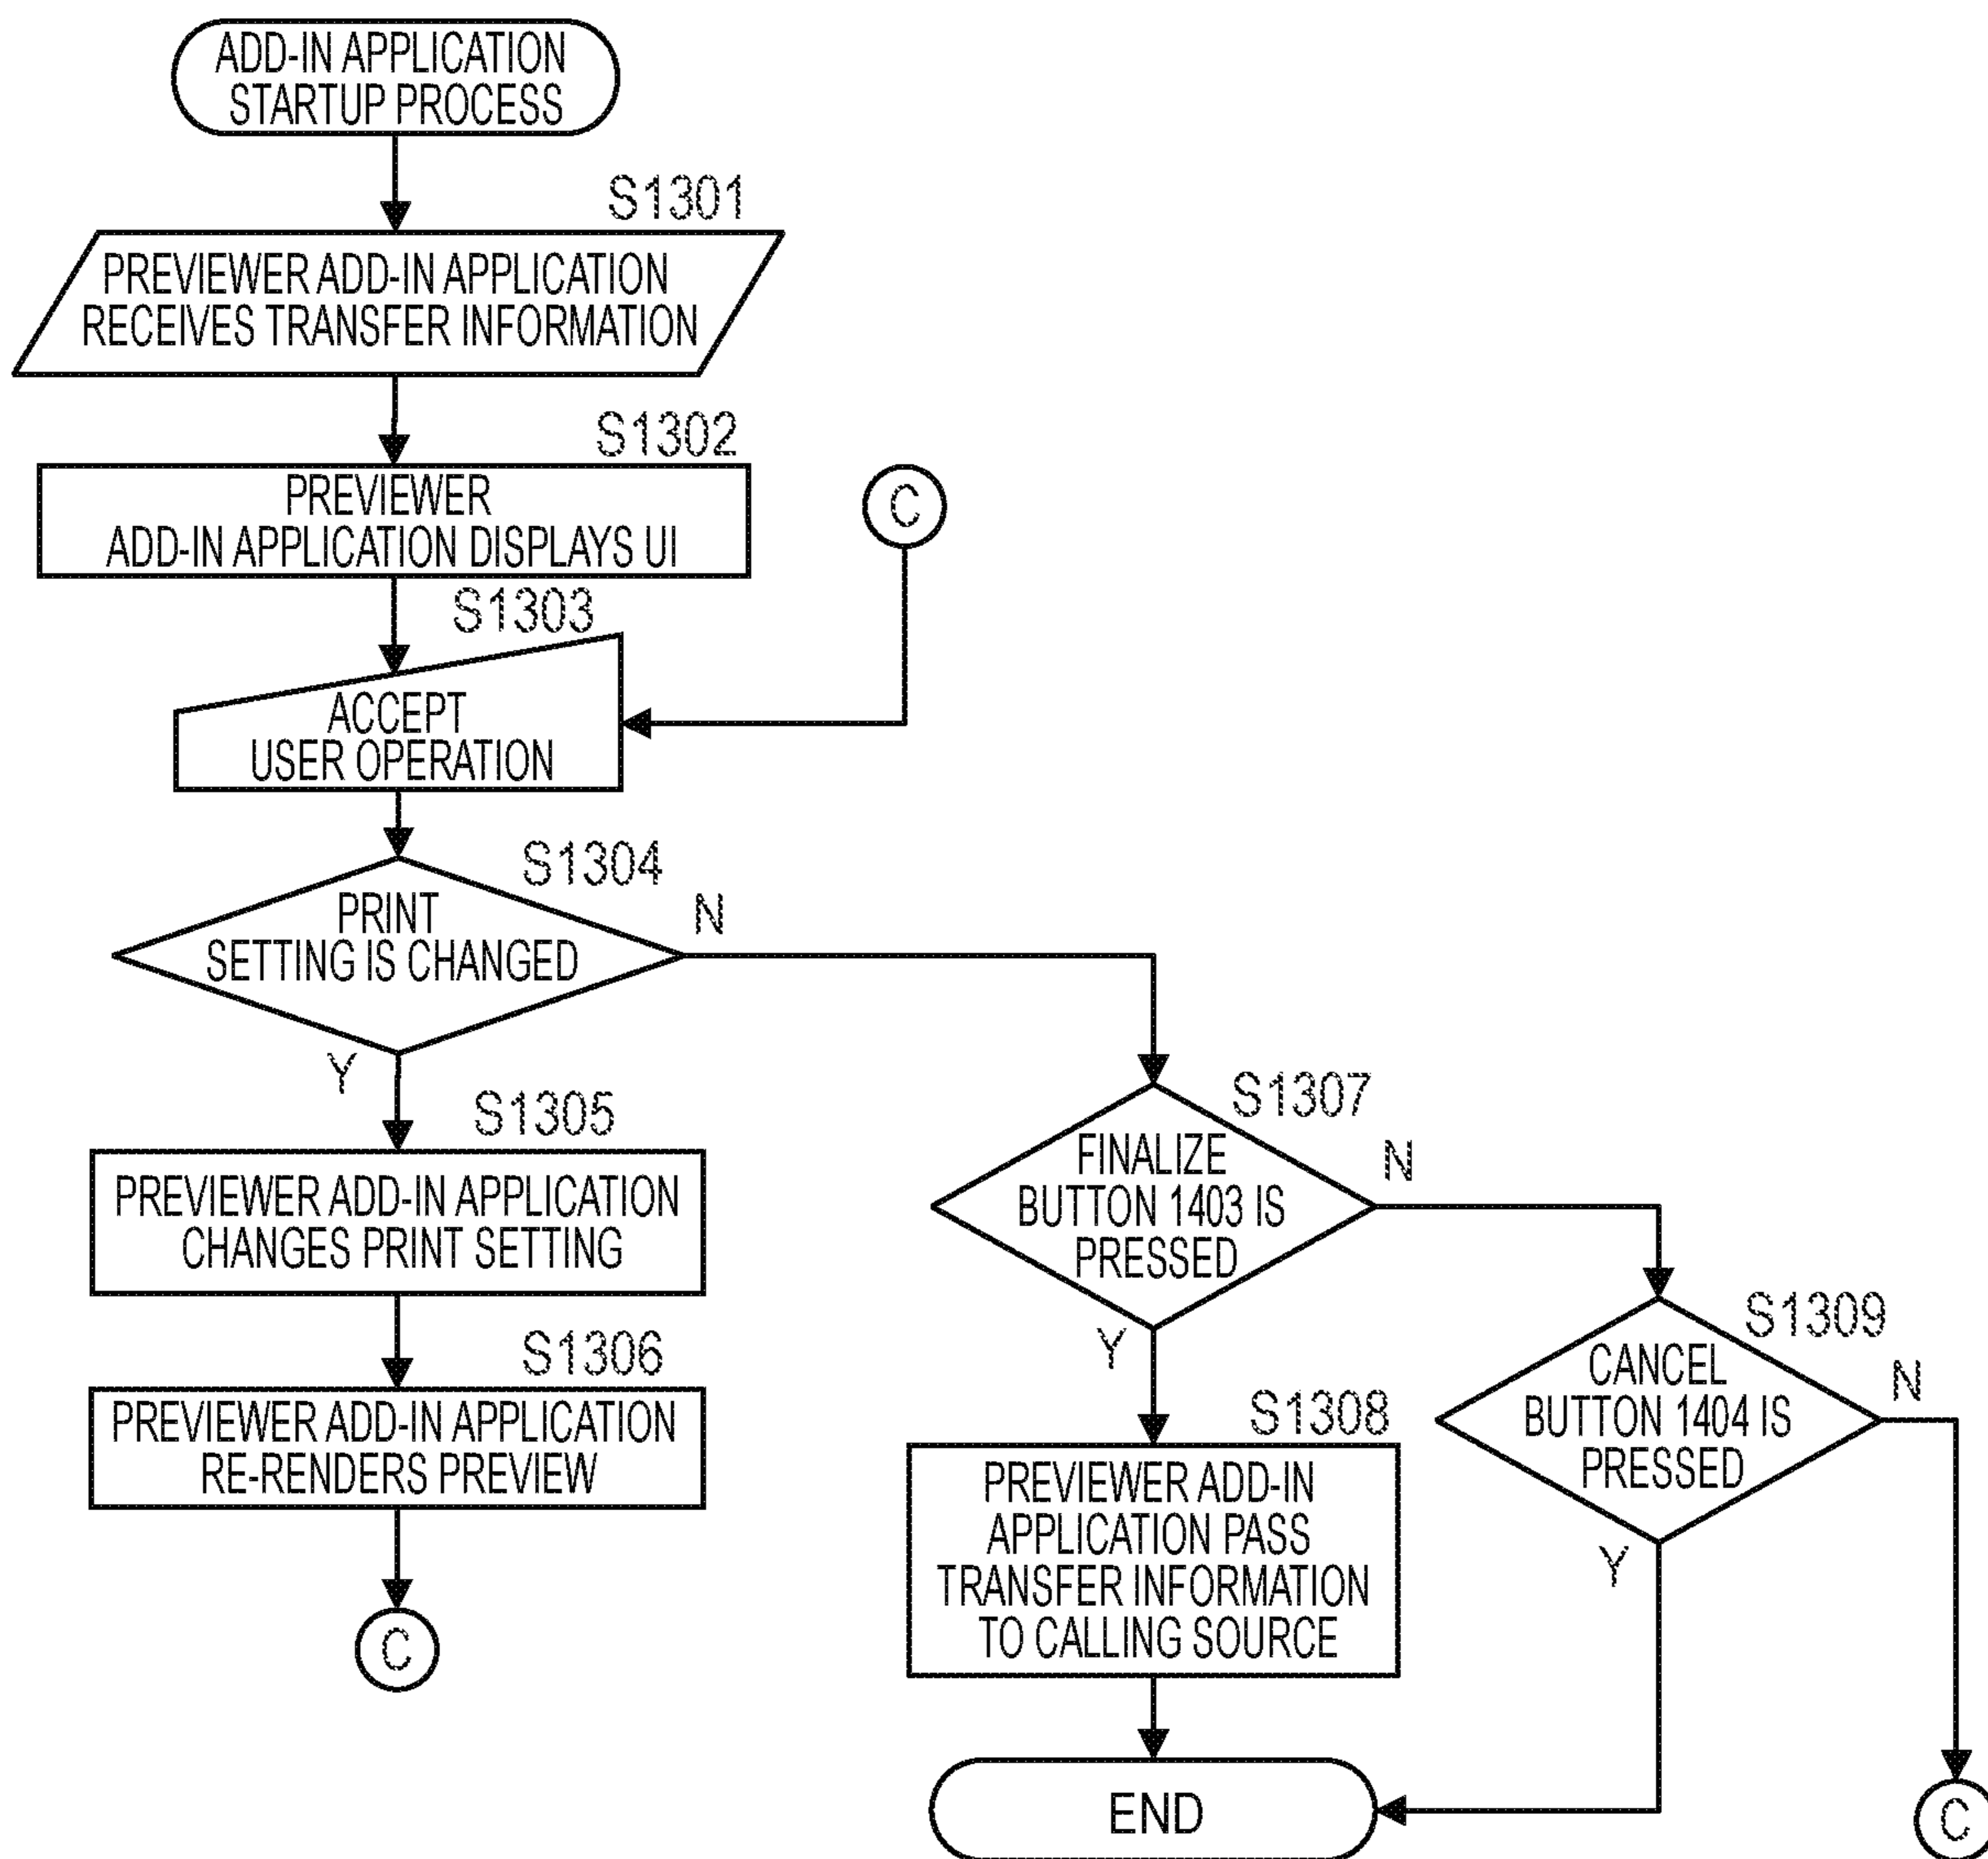 ADD-IN APPLICATION
STARTUP PROCESS
S1301
PREVIEWER ADD-IN APPLICATION
RECEIVES TRANSFER INFORMATION
S1302
PREVIEWER
ADD-IN APPLICATION DISPLAYS UI
C
S1303
ACCEPT
USER OPERATION
S1304
PRINT
SETTING IS CHANGED
N
Y
S1305
PREVIEWER ADD-IN APPLICATION
CHANGES PRINT SETTING
S1306
PREVIEWER ADD-IN APPLICATION
RE-RENDERS PREVIEW
C
S1307
FINALIZE
BUTTON 1403 IS
PRESSED
N
Y
S1308
PREVIEWER ADD-IN
APPLICATION PASS
TRANSFER INFORMATION
TO CALLING SOURCE
S1309
CANCEL
BUTTON 1404 IS
PRESSED
N
Y
END
C